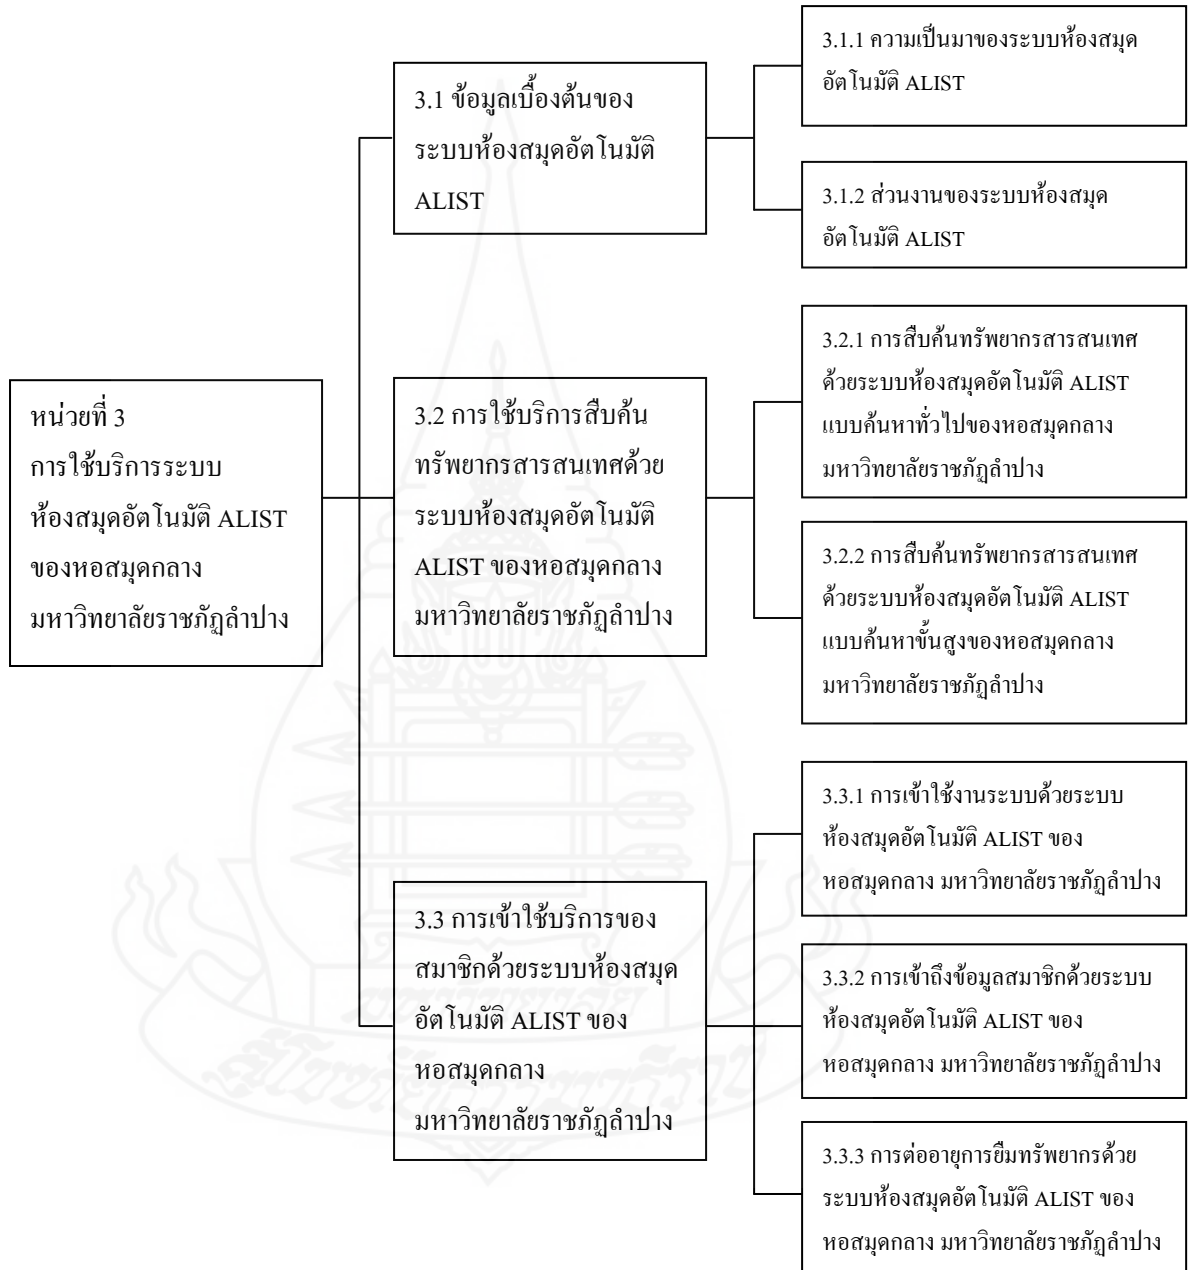 หน่วยที่ 3
การใช้บริการระบบ
ห้องสมุดอัตโนมัติ ALIST
ของหอสมุดกลาง
มหาวิทยาลัยราชภัฏลำปาง
3.1 ข้อมูลเบื้องต้นของ
ระบบห้องสมุดอัตโนมัติ
ALIST
3.1.1 ความเป็นมาของระบบห้องสมุด
อัตโนมัติ ALIST
3.1.2 ส่วนงานของระบบห้องสมุด
อัตโนมัติ ALIST
3.2 การใช้บริการสืบค้น
ทรัพยากรสารสนเทศด้วย
ระบบห้องสมุดอัตโนมัติ
ALIST ของหอสมุดกลาง
มหาวิทยาลัยราชภัฏลำปาง
3.2.1 การสืบค้นทรัพยากรสารสนเทศ
ด้วยระบบห้องสมุดอัตโนมัติ ALIST
แบบค้นหาทั่วไปของหอสมุดกลาง
มหาวิทยาลัยราชภัฏลำปาง
3.2.2 การสืบค้นทรัพยากรสารสนเทศ
ด้วยระบบห้องสมุดอัตโนมัติ ALIST
แบบค้นหาขั้นสูงของหอสมุดกลาง
มหาวิทยาลัยราชภัฏลำปาง
3.3 การเข้าใช้บริการของ
สมาชิกด้วยระบบห้องสมุด
อัตโนมัติ ALIST ของ
หอสมุดกลาง
มหาวิทยาลัยราชภัฏลำปาง
3.3.1 การเข้าใช้งานระบบด้วยระบบ
ห้องสมุดอัตโนมัติ ALIST ของ
หอสมุดกลาง มหาวิทยาลัยราชภัฏลำปาง
3.3.2 การเข้าถึงข้อมูลสมาชิกด้วยระบบ
ห้องสมุดอัตโนมัติ ALIST ของ
หอสมุดกลาง มหาวิทยาลัยราชภัฏลำปาง
3.3.3 การต่ออายุการยืมทรัพยากรด้วย
ระบบห้องสมุดอัตโนมัติ ALIST ของ
หอสมุดกลาง มหาวิทยาลัยราชภัฏลำปาง
มหาวิทยาลัย
สุโขทัยธรรมาธิราช